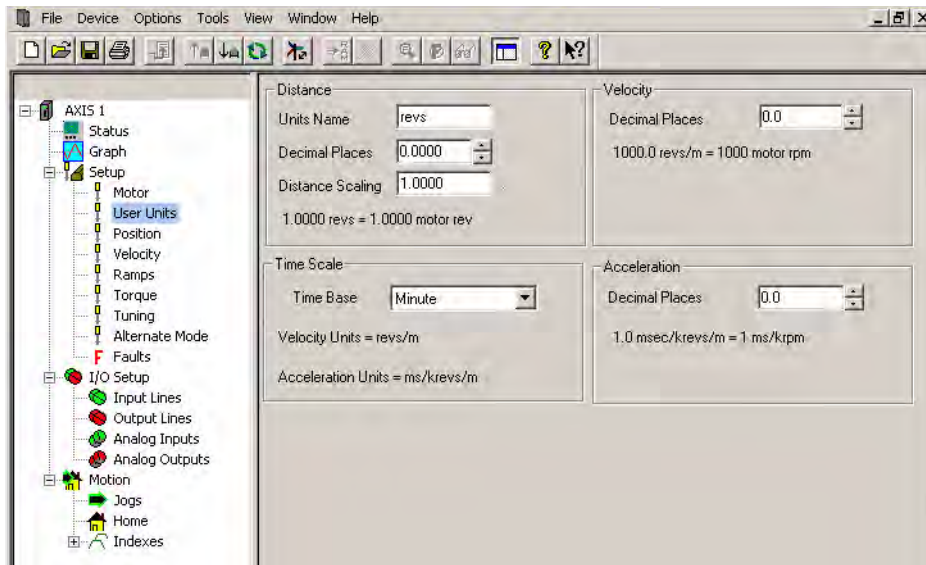 File Device Options Tools View Window Help
AXIS 1
Status
Graph
Setup
Motor
User Units
Position
Velocity
Ramps
Torque
Tuning
Alternate Mode
F Faults
I/O Setup
Input Lines
Output Lines
Analog Inputs
Analog Outputs
Motion
Jogs
Home
Indexes
Distance
Units Name revs
Decimal Places 0.0000
Distance Scaling 1.0000
1.0000 revs = 1.0000 motor rev
Velocity
Decimal Places 0.0
1000.0 revs/m = 1000 motor rpm
Time Scale
Time Base Minute
Velocity Units = revs/m
Acceleration Units = ms/krevs/m
Acceleration
Decimal Places 0.0
1.0 msec/krevs/m = 1 ms/krpm